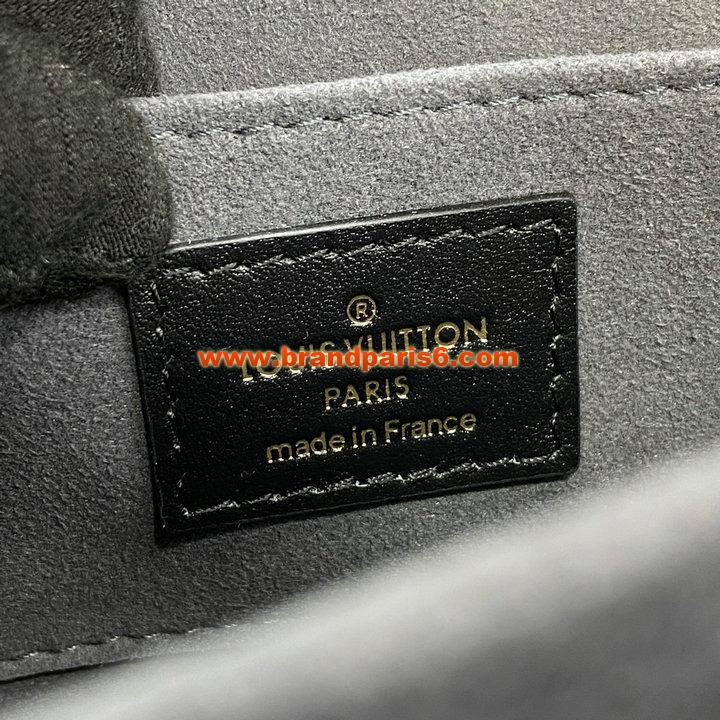 ®
LOUIS VUITTON
www.brandparis6.com
PARIS
made in France